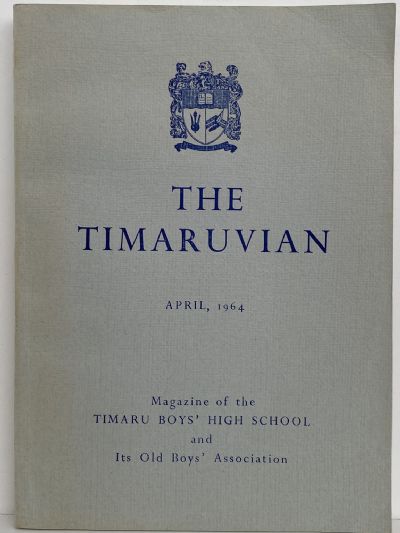 THE
TIMARUVIAN
APRIL, 1964
Magazine of the
TIMARU BOYS' HIGH SCHOOL
and
Its Old Boys' Association